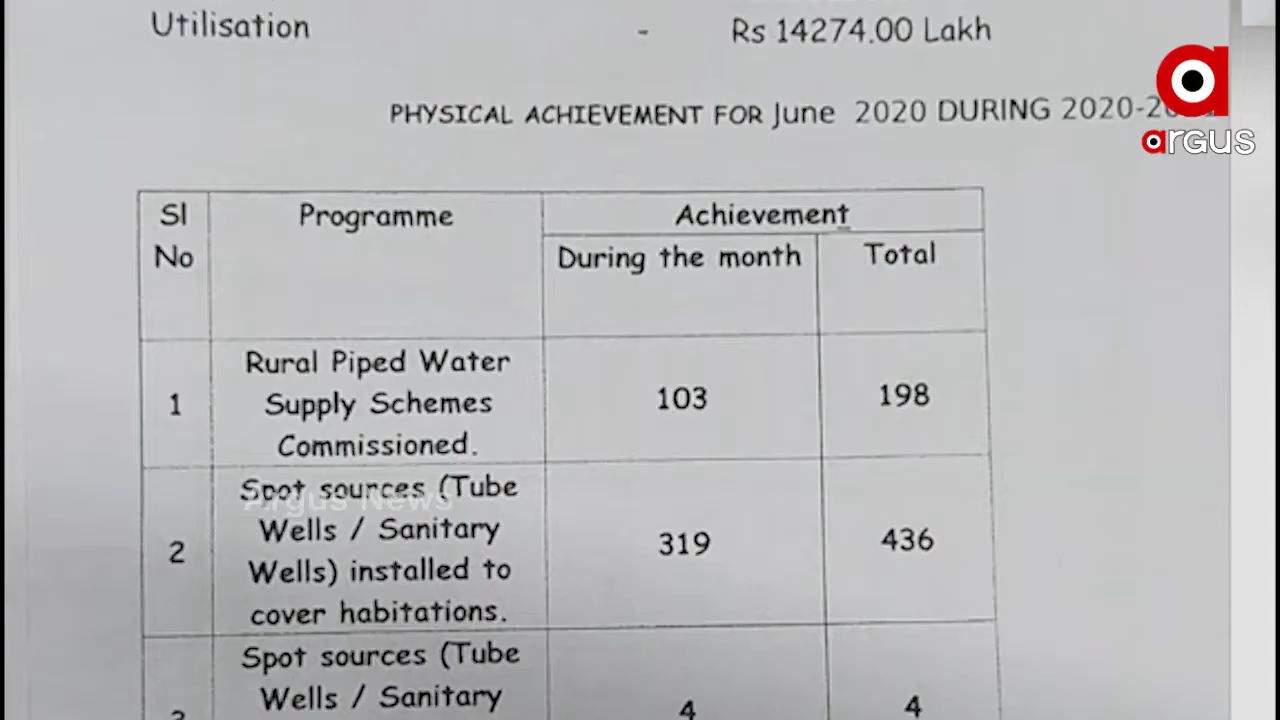 Utilisation - Rs 14274.00 Lakh
PHYSICAL ACHIEVEMENT FOR June 2020 DURING
argus
Sl No
Programme
Achievement
During the month
Total
1
Rural Piped Water
Supply Schemes
Commissioned.
103
198
2
Spot sources (Tube
Wells / Sanitary
Wells) installed to
cover habitations.
319
436
Argus News
Spot sources (Tube
Wells / Sanitary
4
4